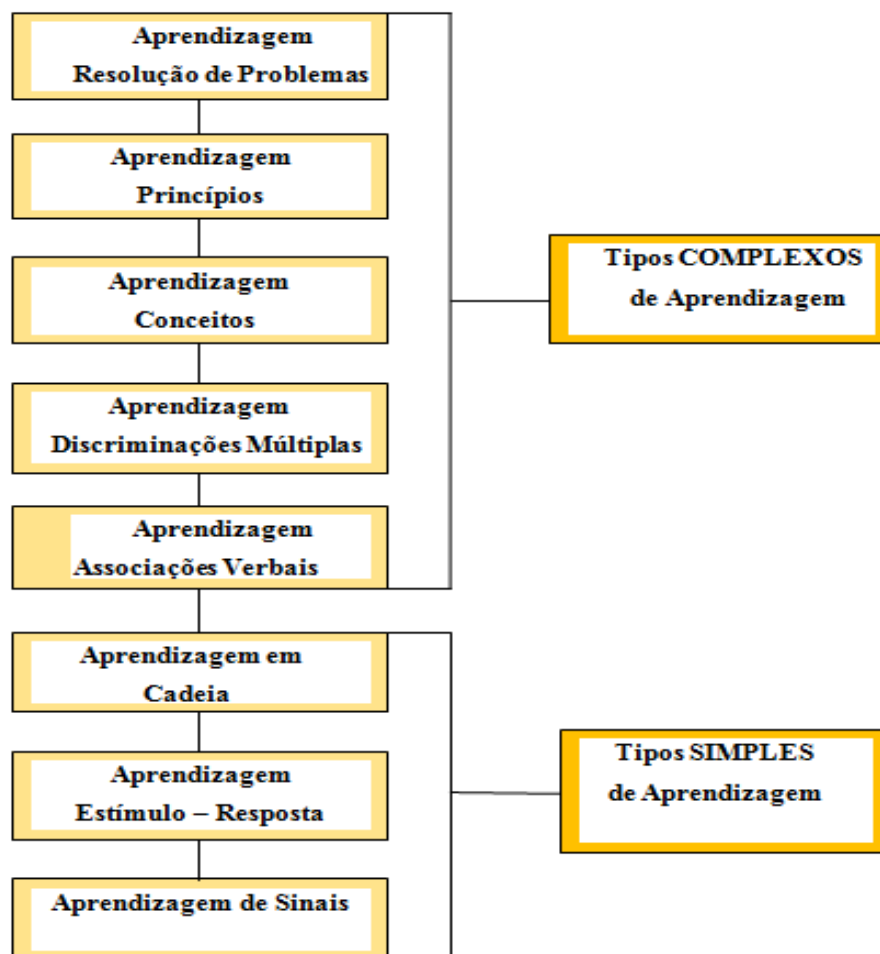 Aprendizagem
Resolução de Problemas
Aprendizagem
Princípios
Aprendizagem
Conceitos
Aprendizagem
Discriminações Múltiplas
Aprendizagem
Associações Verbais
Tipos COMPLEXOS
de Aprendizagem
Aprendizagem em
Cadeia
Aprendizagem
Estímulo – Resposta
Aprendizagem de Sinais
Tipos SIMPLES
de Aprendizagem